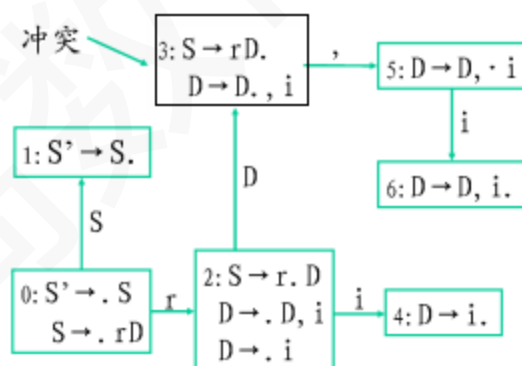 冲突
3: S → rD.
D → D. , i
,
5: D → D, · i
i
6: D → D, i.
1: S’ → S.
D
S
0: S’ → . S
S → . rD
r
2: S → r. D
D → . D, i
D → . i
i
4: D → i.